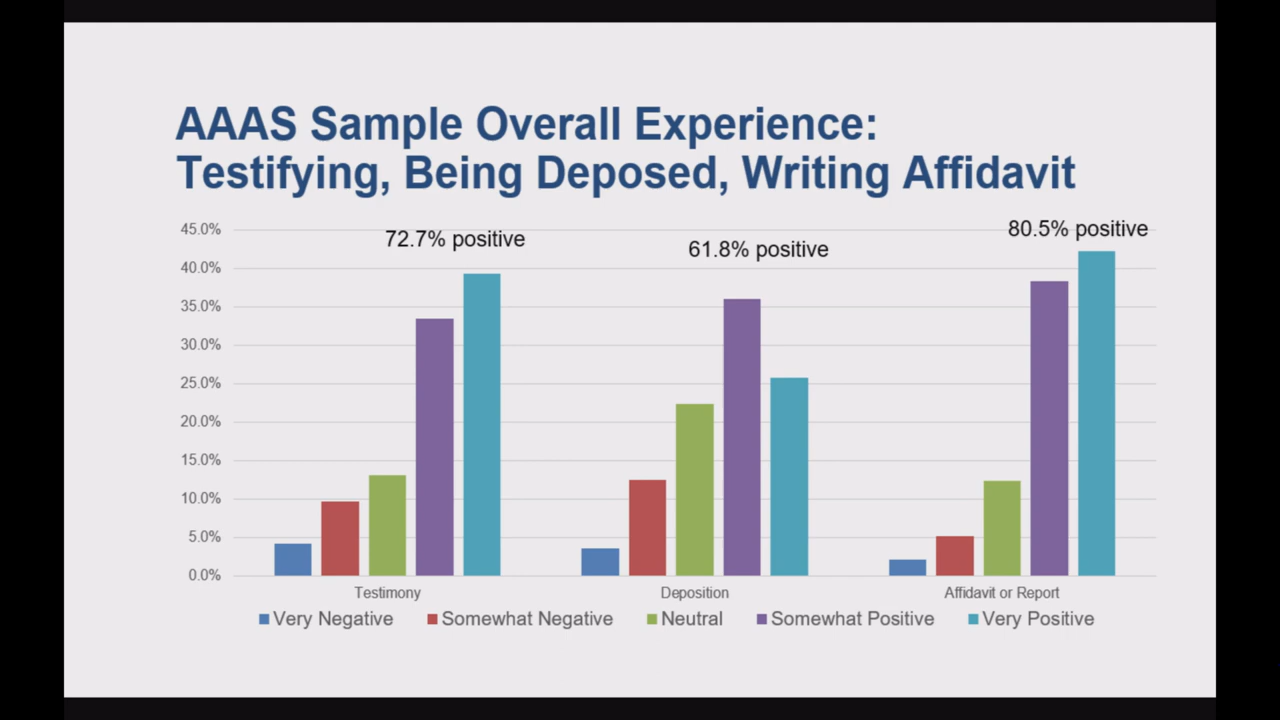 AAAS Sample Overall Experience:
Testifying, Being Deposed, Writing Affidavit
45.0%
40.0%
35.0%
30.0%
25.0%
20.0%
15.0%
10.0%
5.0%
0.0%
72.7% positive
61.8% positive
80.5% positive
Testimony
Deposition
Affidavit or Report
Very Negative
Somewhat Negative
Neutral
Somewhat Positive
Very Positive